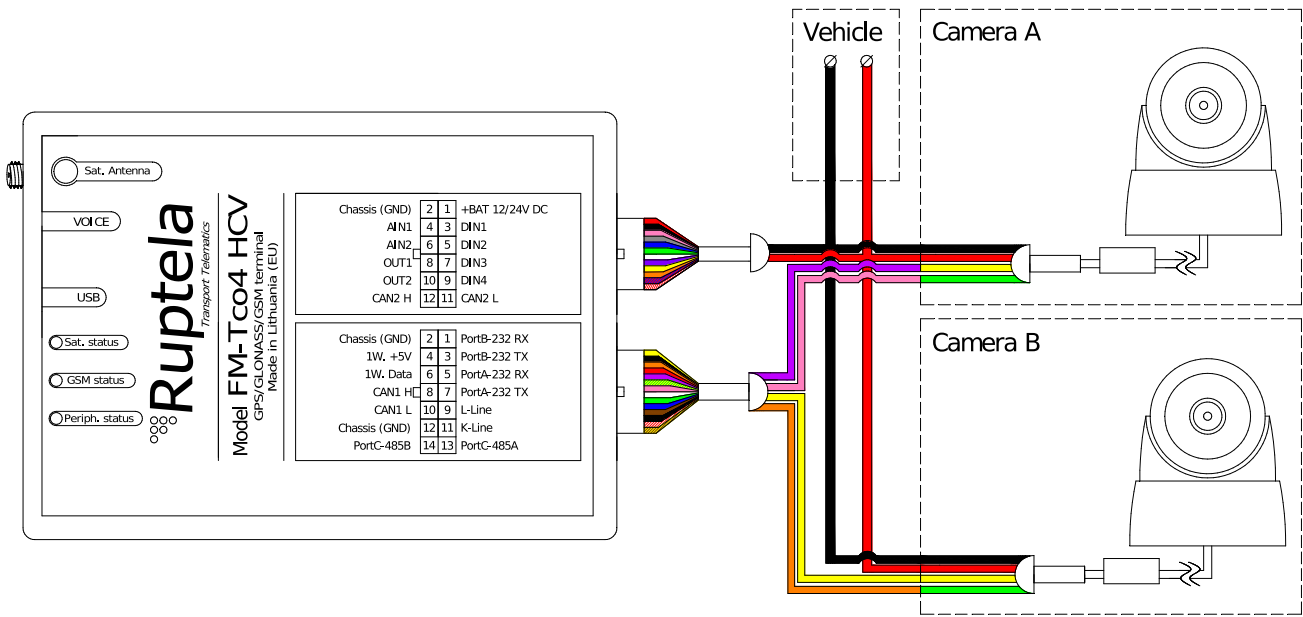 Vehicle
Camera A
Sat. Antenna
VOICE
USB
Sat. status
GSM status
Periph. status
Ruptela
Transport Telematics
Model FM-Tco4 HCV
GPS/GLONASS/GSM terminal
Made in Lithuania (EU)
Chassis (GND) 2 1 +BAT 12/24V DC
AIN1 4 3 DIN1
AIN2 6 5 DIN2
OUT1 8 7 DIN3
OUT2 10 9 DIN4
CAN2 H 12 11 CAN2 L
Chassis (GND) 2 1 PortB-232 RX
1W. +5V 4 3 PortB-232 TX
1W. Data 6 5 PortA-232 RX
CAN1 H 8 7 PortA-232 TX
CAN1 L 10 9 L-Line
Chassis (GND) 12 11 K-Line
PortC-485B 14 13 PortC-485A
Camera B